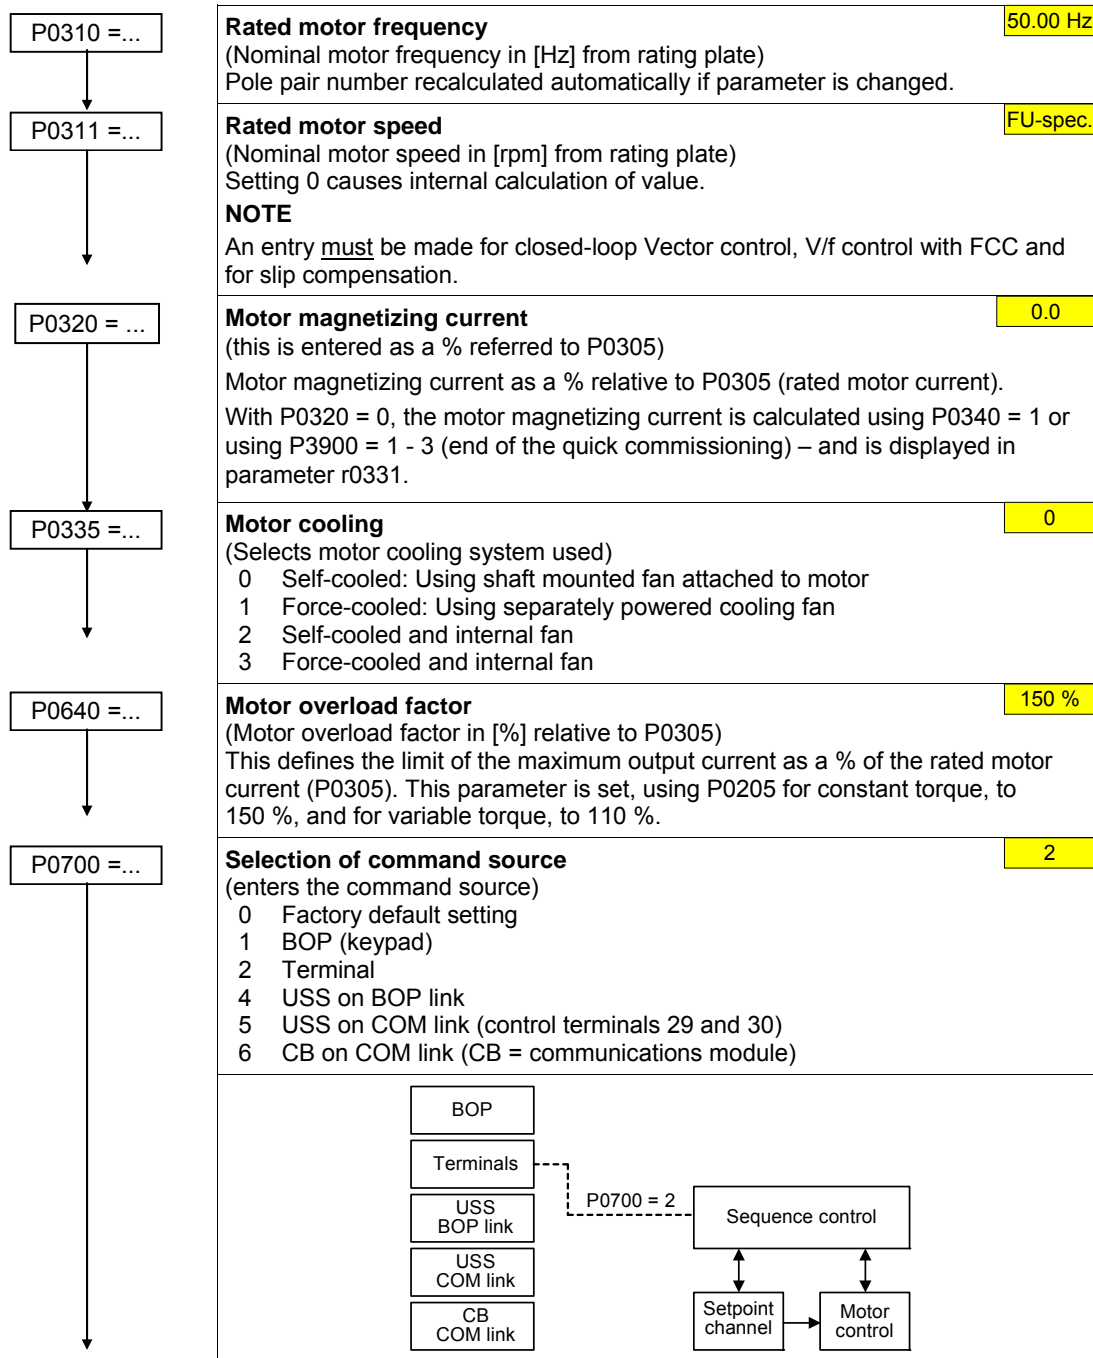 P0310 =...
Rated motor frequency
50.00 Hz
(Nominal motor frequency in [Hz] from rating plate)
Pole pair number recalculated automatically if parameter is changed.
P0311 =...
Rated motor speed
FU-spec.
(Nominal motor speed in [rpm] from rating plate)
Setting 0 causes internal calculation of value.
NOTE
An entry must be made for closed-loop Vector control, V/f control with FCC and
for slip compensation.
P0320 = ...
Motor magnetizing current
0.0
(this is entered as a % referred to P0305)
Motor magnetizing current as a % relative to P0305 (rated motor current).
With P0320 = 0, the motor magnetizing current is calculated using P0340 = 1 or
using P3900 = 1 - 3 (end of the quick commissioning) – and is displayed in
parameter r0331.
P0335 =...
Motor cooling
0
(Selects motor cooling system used)
0 Self-cooled: Using shaft mounted fan attached to motor
1 Force-cooled: Using separately powered cooling fan
2 Self-cooled and internal fan
3 Force-cooled and internal fan
P0640 =...
Motor overload factor
150 %
(Motor overload factor in [%] relative to P0305)
This defines the limit of the maximum output current as a % of the rated motor
current (P0305). This parameter is set, using P0205 for constant torque, to
150 %, and for variable torque, to 110 %.
P0700 =...
Selection of command source
2
(enters the command source)
0 Factory default setting
1 BOP (keypad)
2 Terminal
4 USS on BOP link
5 USS on COM link (control terminals 29 and 30)
6 CB on COM link (CB = communications module)
BOP
Terminals
USS
BOP link
USS
COM link
CB
COM link
P0700 = 2
Sequence control
Setpoint
channel
Motor
control